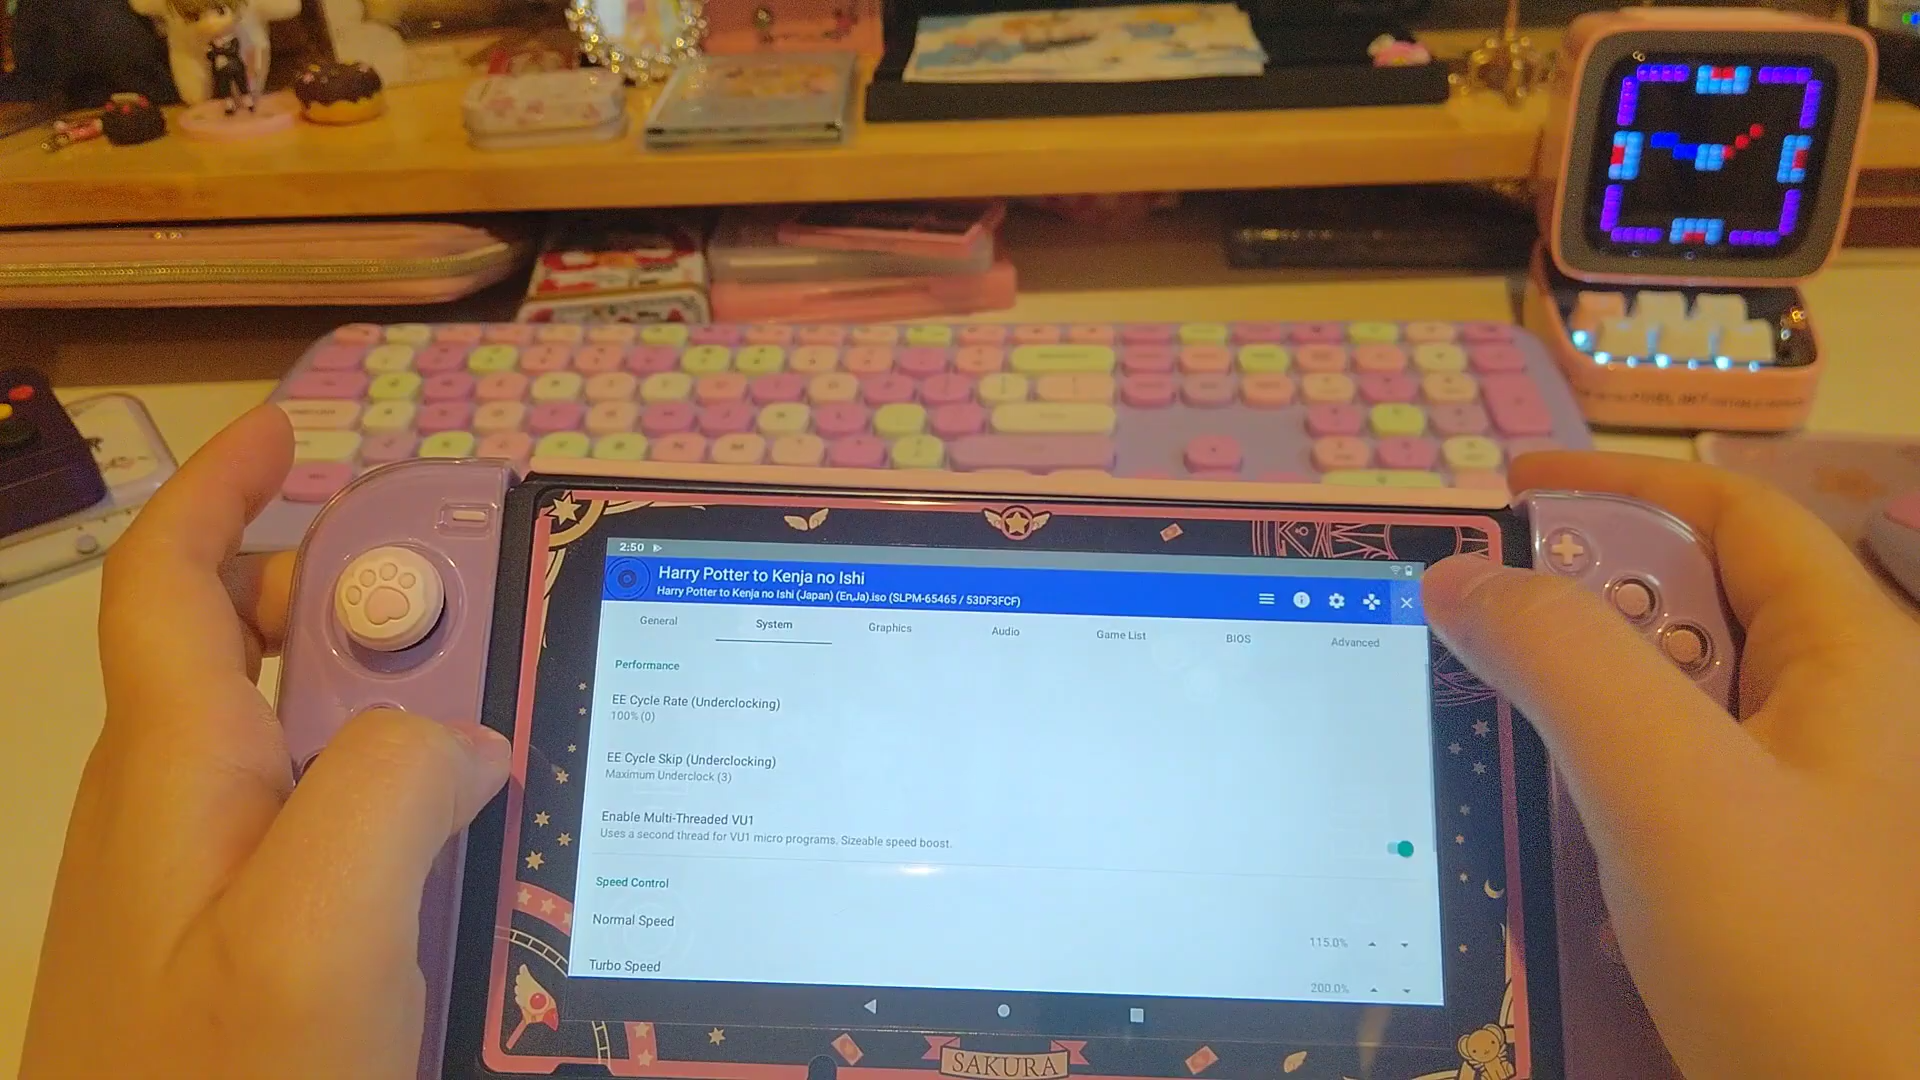 2:50
Harry Potter to Kenja no Ishi
Harry Potter to Kenja no Ishi (Japan) (En,Ja).iso (SLPM-65465 / 53DF3FCF)
General System Graphics Audio Game List BIOS Advanced
Performance
EE Cycle Rate (Underclocking)
100% (0)
EE Cycle Skip (Underclocking)
Maximum Underclock (3)
Enable Multi-Threaded VU1
Uses a second thread for VU1 micro programs. Sizeable speed boost.
Speed Control
Normal Speed
115.0%
Turbo Speed
200.0%
SAKURA